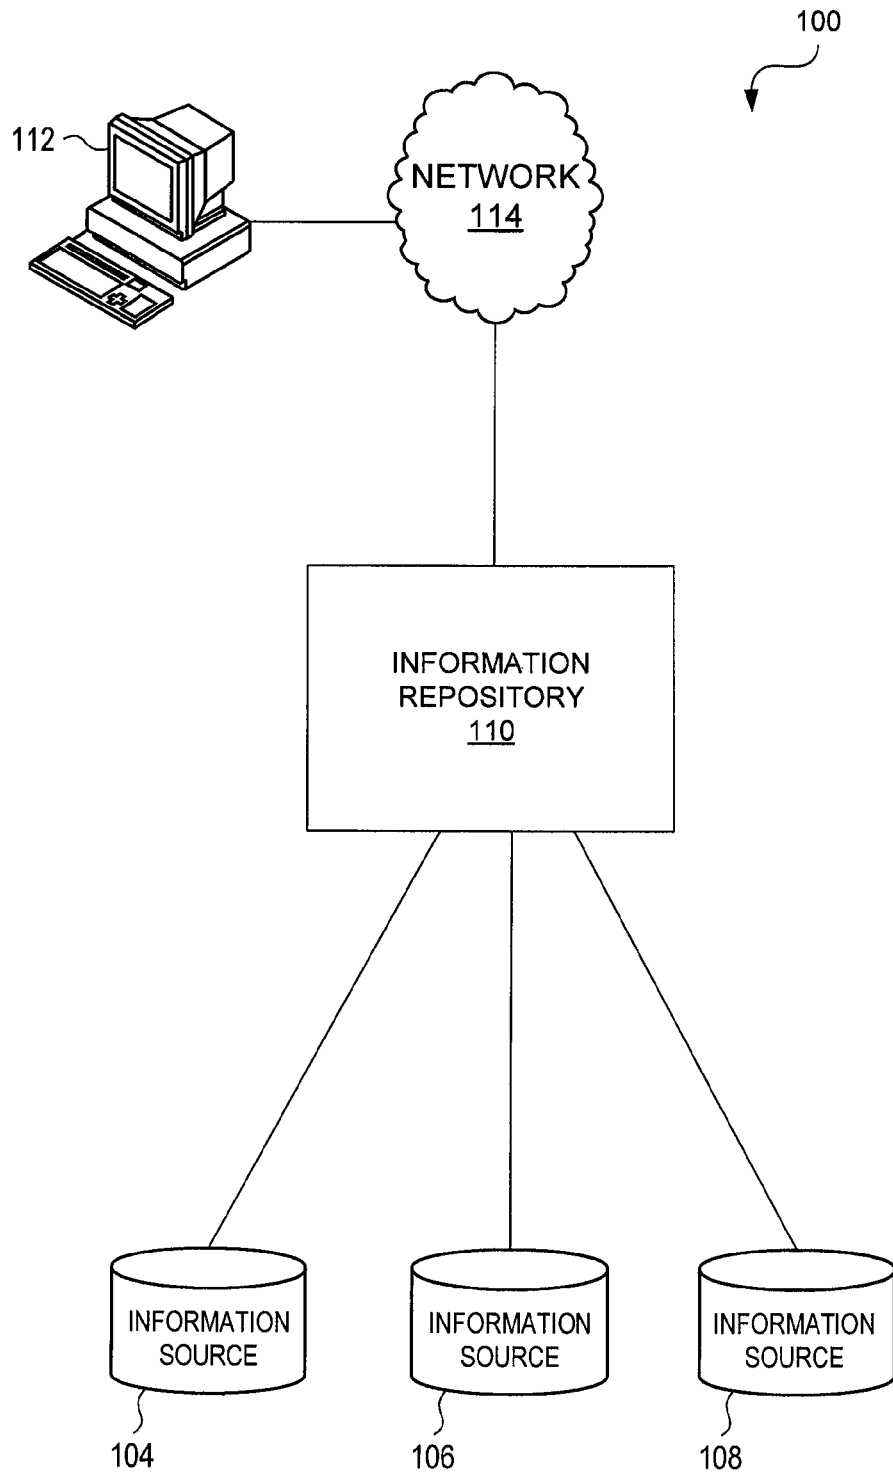 100
112
NETWORK
114
INFORMATION
REPOSITORY
110
INFORMATION
SOURCE
INFORMATION
SOURCE
INFORMATION
SOURCE
104
106
108